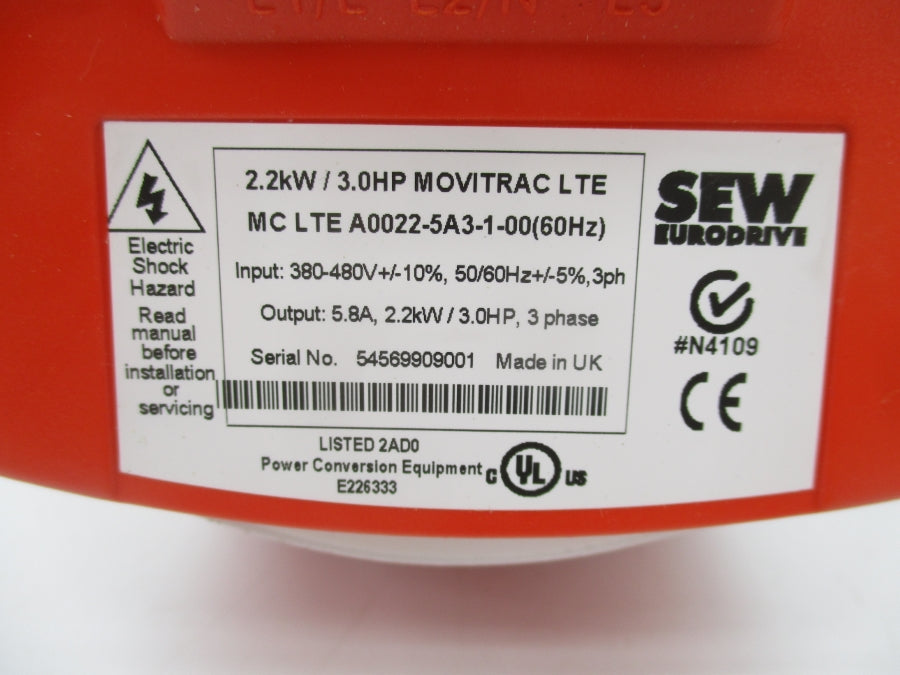 L1/L L2/N L3
Electric
Shock
Hazard
Read
manual
before
installation
or
servicing
2.2kW / 3.0HP MOVITRAC LTE
MC LTE A0022-5A3-1-00(60Hz)
Input: 380-480V+/-10%, 50/60Hz+/-5%,3ph
Output: 5.8A, 2.2kW / 3.0HP, 3 phase
Serial No. 54569909001 Made in UK
LISTED 2AD0
Power Conversion Equipment
E226333
C UL US
SEW
EURODRIVE
#N4109
CE